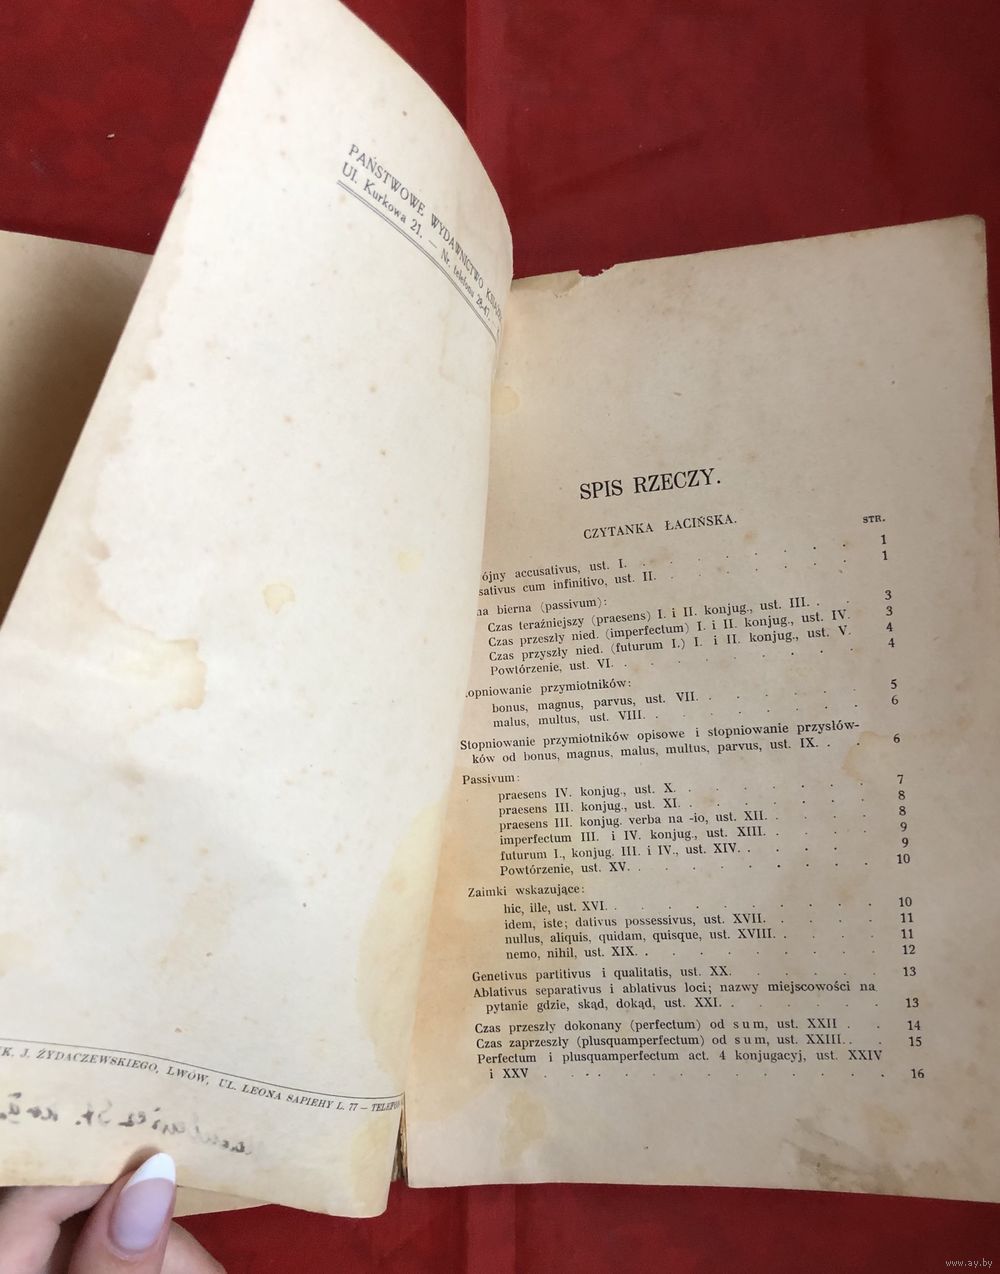 PAŃSTWOWE WYDAWNICTWO
Ul. Kurkowa 21. — Nr. telefonu 28-47.
K. J. ŻYDACZEWSKIEGO, LWÓW, UL. LEONA SAPIEHY L. 77 —
SPIS RZECZY.
CZYTANKA ŁACIŃSKA.
STR.
ójny accusativus, ust. I. . . . . . . 1
sativus cum infinitivo, ust. II. . . . . . . 1
na bierna (passivum):
Czas teraźniejszy (praesens) I. i II. konjug., ust. III. . . 3
Czas przeszły nied. (imperfectum) I. i II. konjug., ust. IV. 3
Czas przyszły nied. (futurum I.) I. i II. konjug., ust. V. 4
Powtórzenie, ust. VI. . . . . . . . . 4
opniowanie przymiotników:
bonus, magnus, parvus, ust. VII. . . . . . 5
malus, multus, ust. VIII. . . . . . . 6
Stopniowanie przymiotników opisowe i stopniowanie przysłów-
ków od bonus, magnus, malus, multus, parvus, ust. IX. . . 6
Passivum:
praesens IV. konjug., ust. X. . . . . . . 7
praesens III. konjug., ust. XI. . . . . . . 8
praesens III. konjug. verba na -io, ust. XII. . . . . 8
imperfectum III. i IV. konjug., ust. XIII. . . . . 9
futurum I., konjug. III. i IV., ust. XIV. . . . . . 9
Powtórzenie, ust. XV. . . . . . . . . 10
Zaimki wskazujące:
hic, ille, ust. XVI. . . . . . . . . . 10
idem, iste; dativus possessivus, ust. XVII. . . . . 11
nullus, aliquis, quidam, quisque, ust. XVIII. . . . . 11
nemo, nihil, ust. XIX. . . . . . . . . 12
Genetivus partitivus i qualitatis, ust. XX. . . . . . 13
Ablativus separativus i ablativus loci; nazwy miejscowości na
pytanie gdzie, skąd, dokąd, ust. XXI. . . . . . 13
Czas przeszły dokonany (perfectum) od sum, ust. XXII . . 14
Czas zaprzeszły (plusquamperfectum) od sum, ust. XXIII. . . 15
Perfectum i plusquamperfectum act. 4 konjugacyj, ust. XXIV
i XXV . . . . . . . . . . . 16
www.ay.by